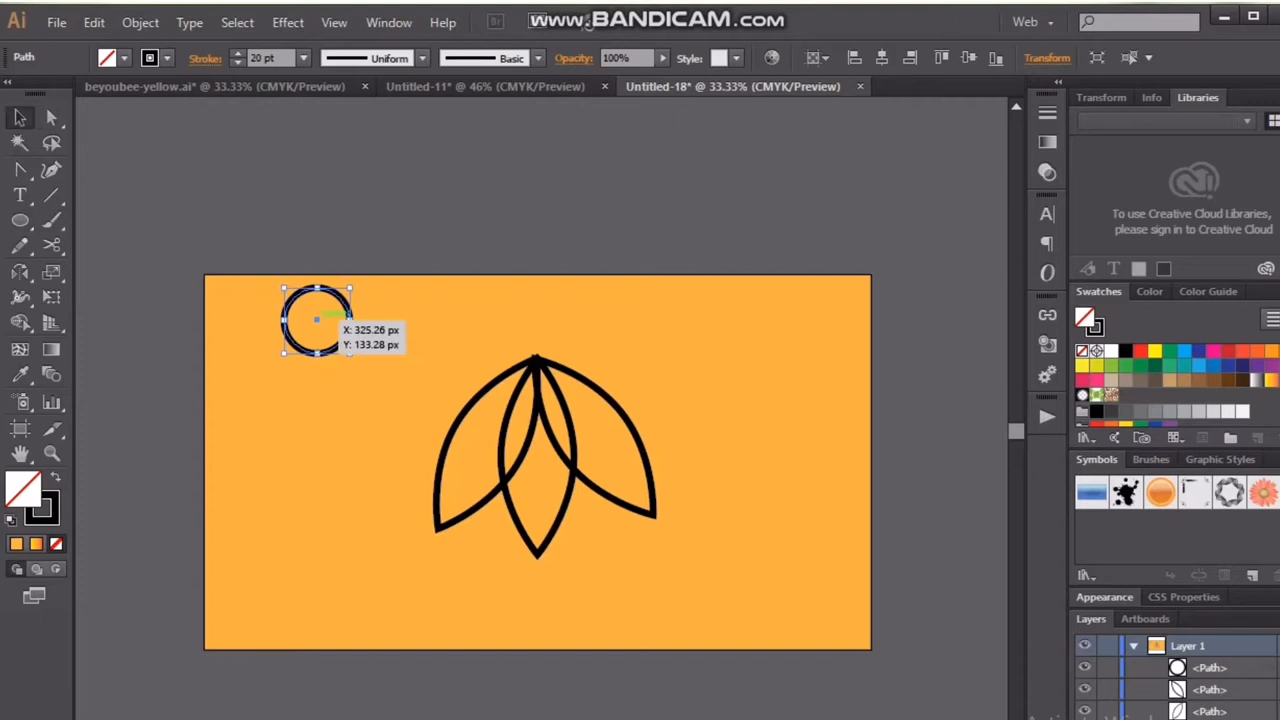 Ai File Edit Object Type Select Effect View Window Help Br www.BANDICAM.com Web
Path Stroke: 20 pt Uniform Basic Opacity: 100% Style: Transform
beyoubee-yellow.ai* @ 33.33% (CMYK/Preview) × Untitled-11* @ 46% (CMYK/Preview) × Untitled-18* @ 33.33% (CMYK/Preview) ×
Transform Info Libraries
To use Creative Cloud Libraries,
please sign in to Creative Cloud
Swatches Color Color Guide
X: 325.26 px
Y: 133.28 px
Symbols Brushes Graphic Styles
Appearance CSS Properties
Layers Artboards
Layer 1
<Path>
<Path>
<Path>